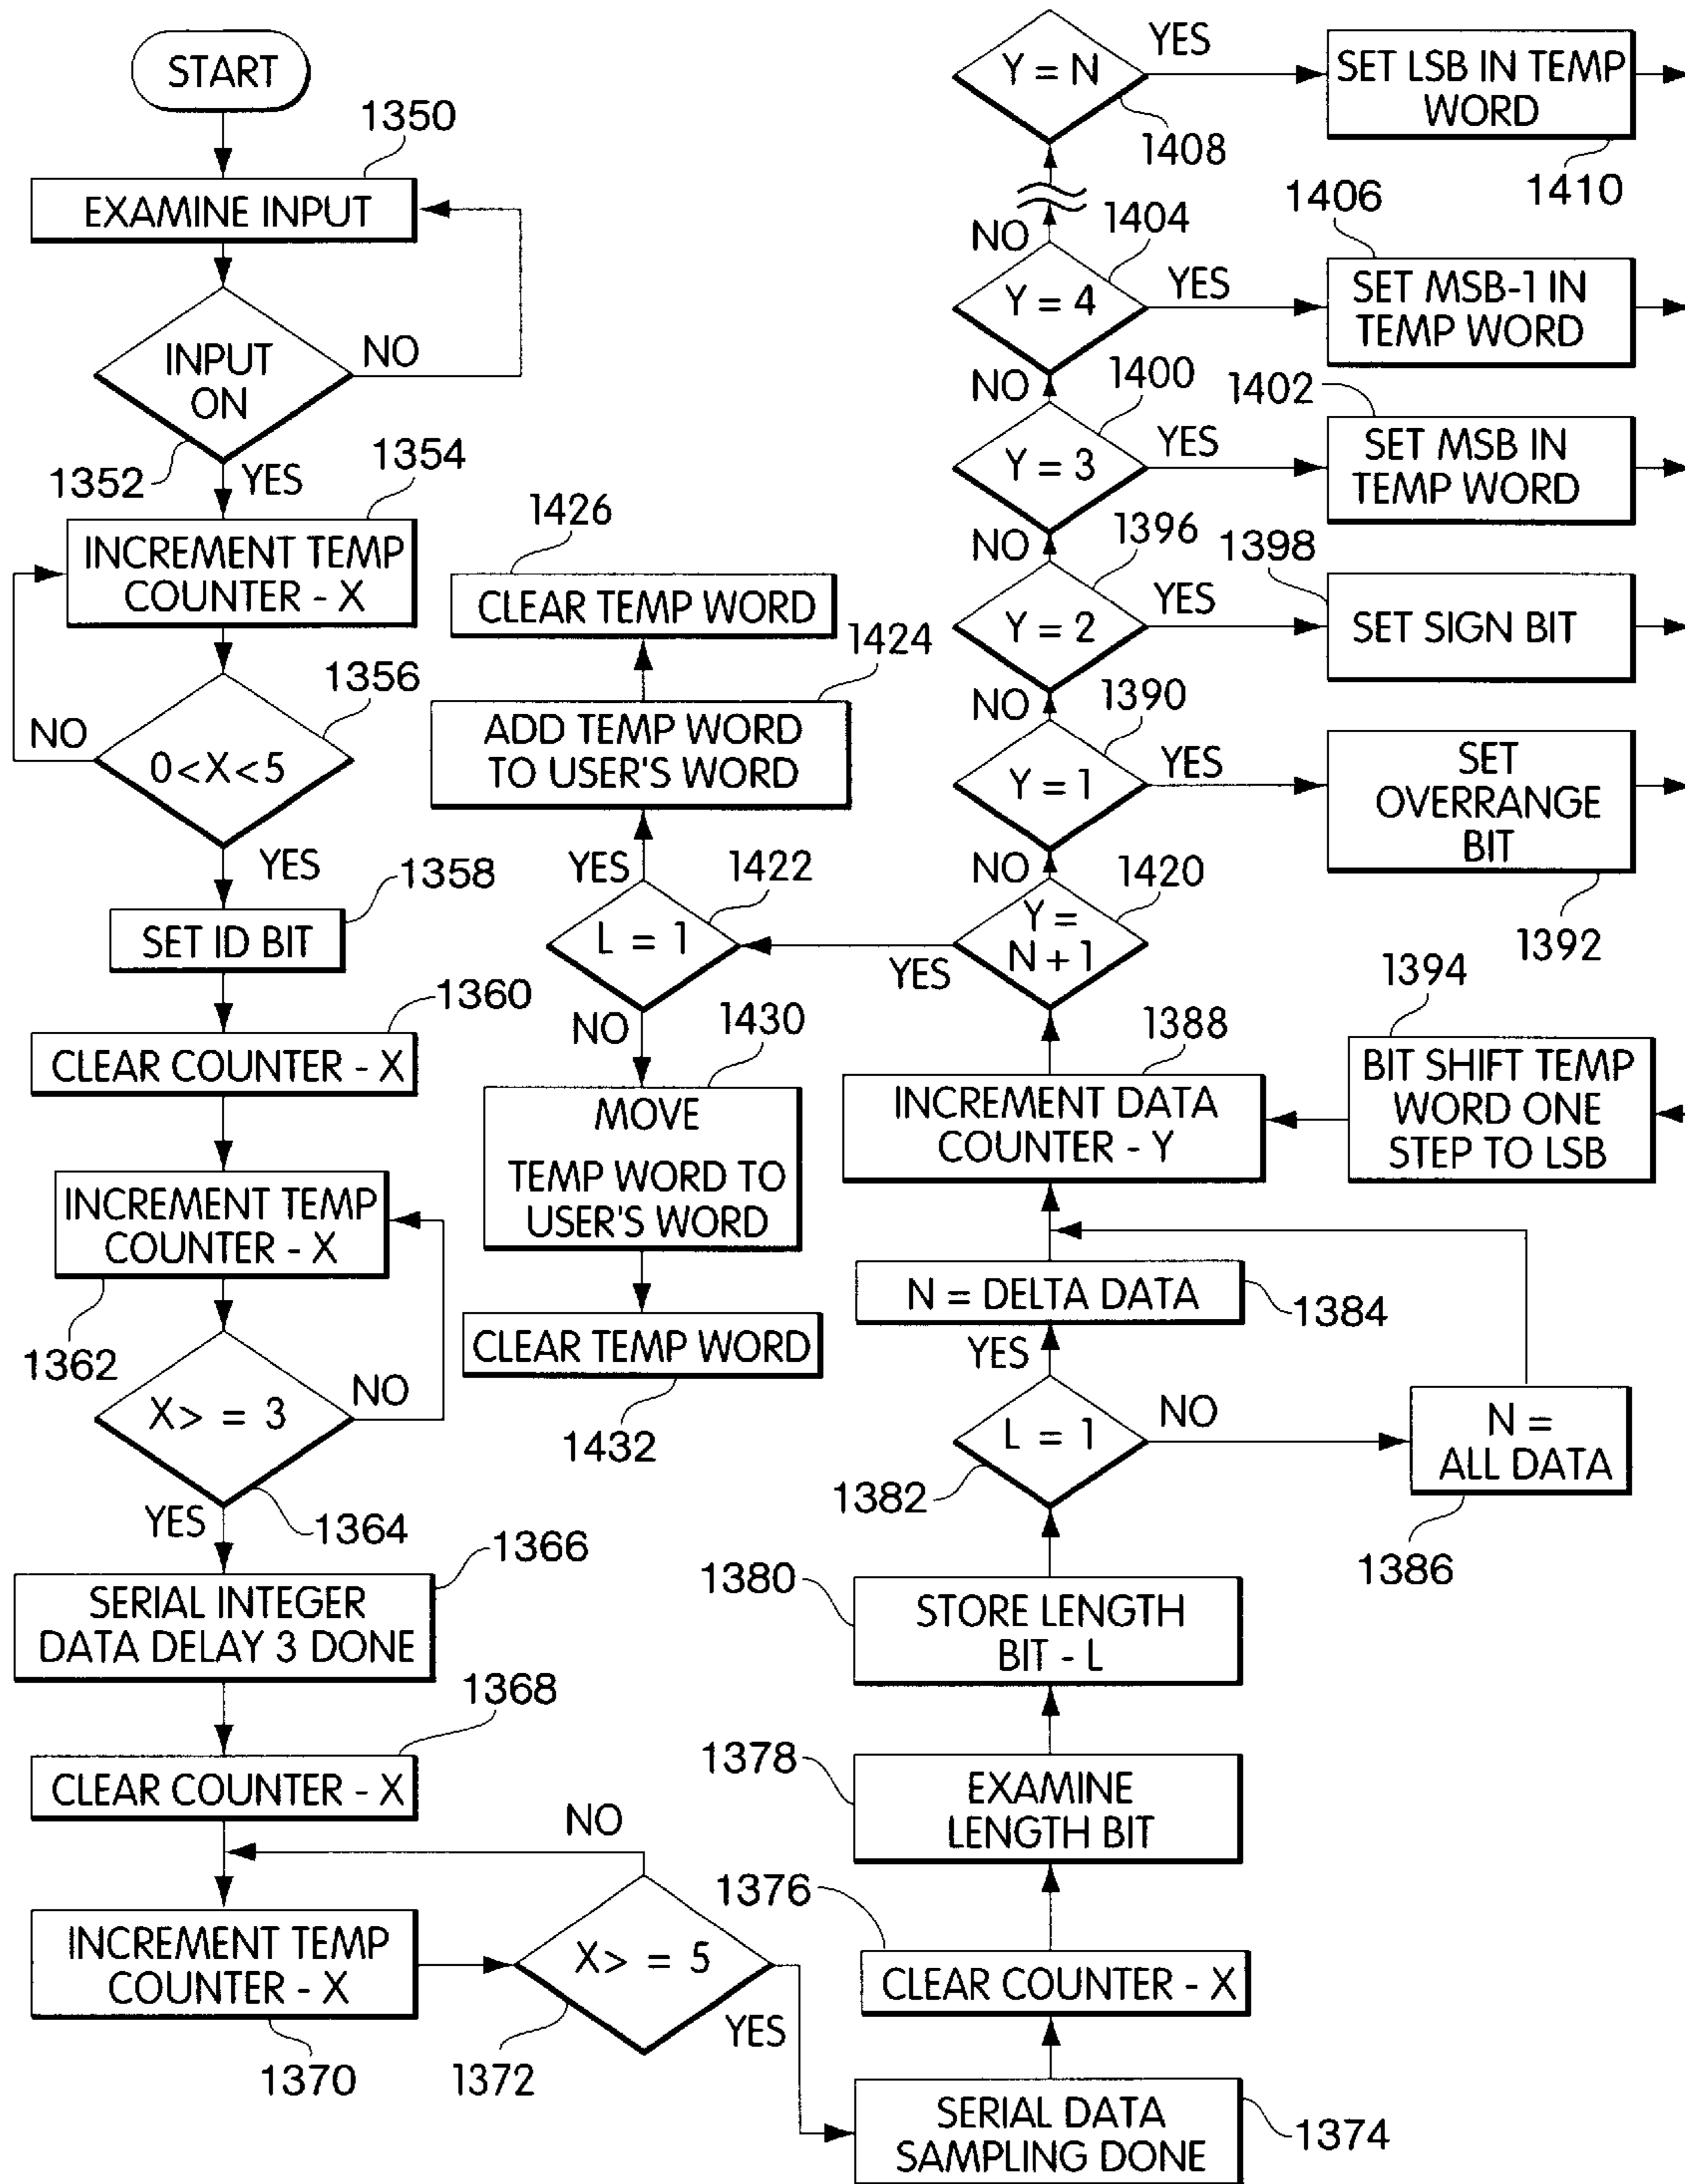 START
1350
EXAMINE INPUT
INPUT
ON
NO
1352
YES
1354
INCREMENT TEMP
COUNTER - X
1356
NO
0<X<5
YES
1358
SET ID BIT
1360
CLEAR COUNTER - X
INCREMENT TEMP
COUNTER - X
1362
X> = 3
NO
YES
1364
1366
SERIAL INTEGER
DATA DELAY 3 DONE
1368
CLEAR COUNTER - X
NO
INCREMENT TEMP
COUNTER - X
1370
X> = 5
1372
YES
1426
CLEAR TEMP WORD
1424
ADD TEMP WORD
TO USER'S WORD
YES
1422
L = 1
NO
1430
MOVE
TEMP WORD TO
USER'S WORD
CLEAR TEMP WORD
1432
Y = N
YES
1408
SET LSB IN TEMP
WORD
1410
NO
1404
Y = 4
YES
1406
SET MSB-1 IN
TEMP WORD
NO
1400
Y = 3
YES
1402
SET MSB IN
TEMP WORD
NO
1396
Y = 2
YES
1398
SET SIGN BIT
NO
1390
Y = 1
YES
SET
OVERRANGE
BIT
1392
NO
1420
Y =
N + 1
YES
1388
INCREMENT DATA
COUNTER - Y
1394
BIT SHIFT TEMP
WORD ONE
STEP TO LSB
N = DELTA DATA
1384
YES
L = 1
NO
1382
N =
ALL DATA
1386
1380
STORE LENGTH
BIT - L
1378
EXAMINE
LENGTH BIT
1376
CLEAR COUNTER - X
SERIAL DATA
SAMPLING DONE
1374